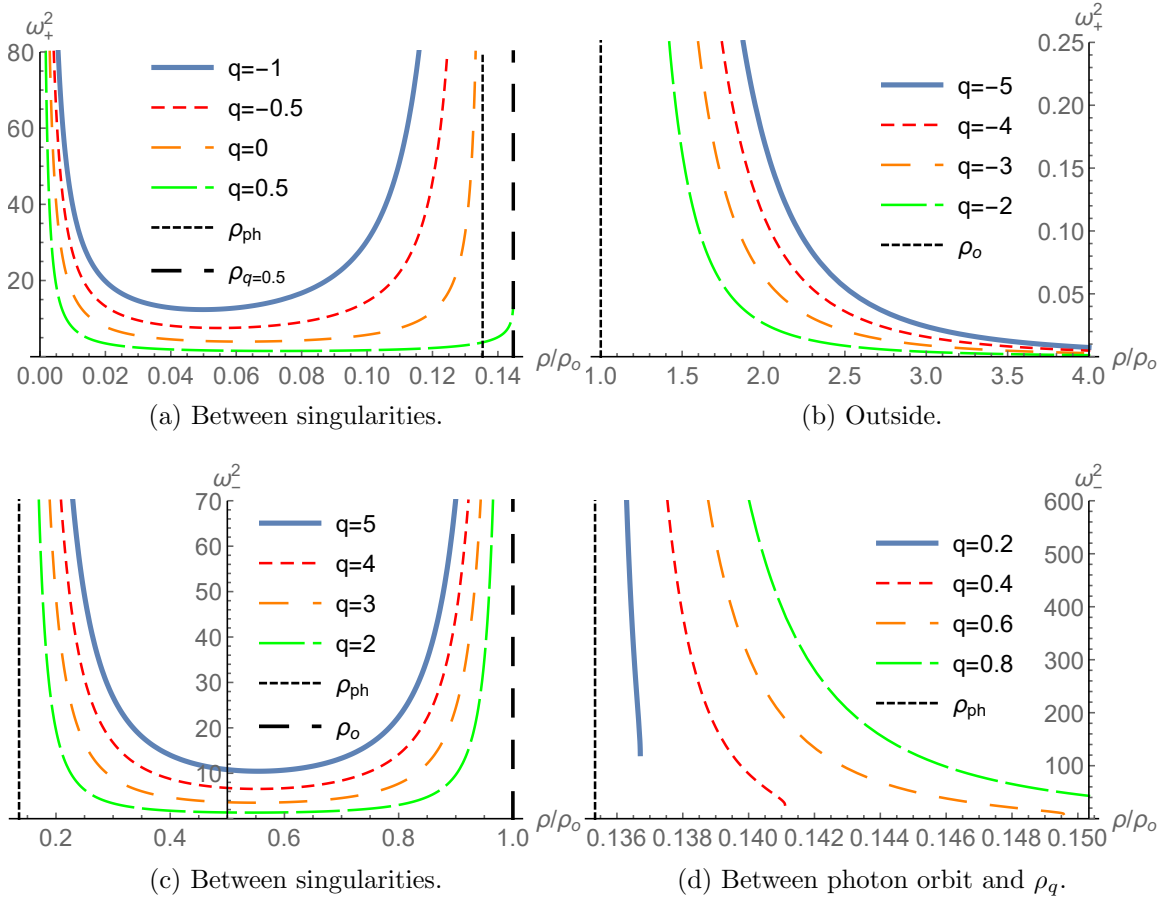 ω₊²
80
60
40
20
0.00 0.02 0.04 0.06 0.08 0.10 0.12 0.14 ρ/ρₒ
q=−1
q=−0.5
q=0
q=0.5
ρ_ph
ρ_q=0.5
(a) Between singularities.
ω₊²
0.25
0.20
0.15
0.10
0.05
1.0 1.5 2.0 2.5 3.0 3.5 4.0 ρ/ρₒ
q=−5
q=−4
q=−3
q=−2
ρₒ
(b) Outside.
ω₋²
70
60
50
40
30
20
10
0.2 0.4 0.6 0.8 1.0 ρ/ρₒ
q=5
q=4
q=3
q=2
ρ_ph
ρₒ
(c) Between singularities.
ω₋²
600
500
400
300
200
100
0.136 0.138 0.140 0.142 0.144 0.146 0.148 0.150 ρ/ρₒ
q=0.2
q=0.4
q=0.6
q=0.8
ρ_ph
(d) Between photon orbit and ρ_q.